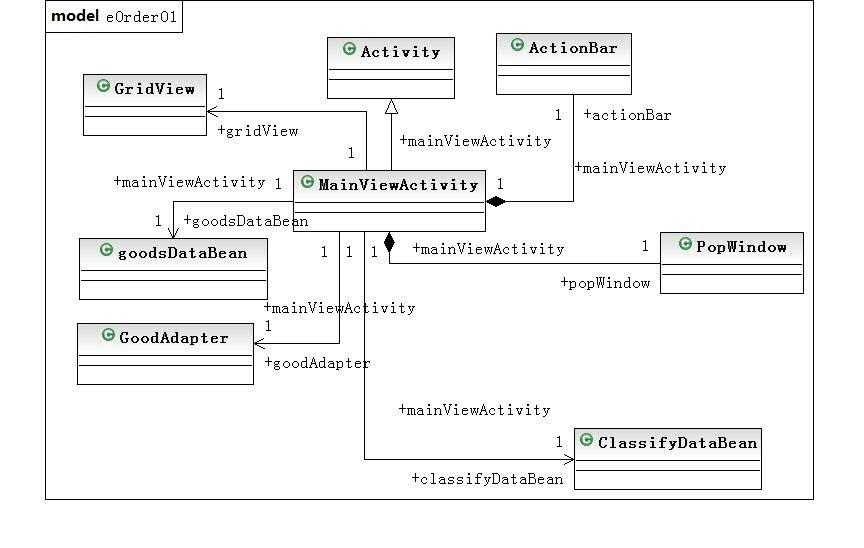 model eOrder01
Activity
ActionBar
GridView
1
1
+actionBar
+gridView
+mainViewActivity
1
+mainViewActivity
+mainViewActivity 1
MainViewActivity
1
1
+goodsDataBean
goodsDataBean
1
1
1
+mainViewActivity
1
PopWindow
+popWindow
+mainViewActivity
1
GoodAdapter
+goodAdapter
+mainViewActivity
1
ClassifyDataBean
+classifyDataBean